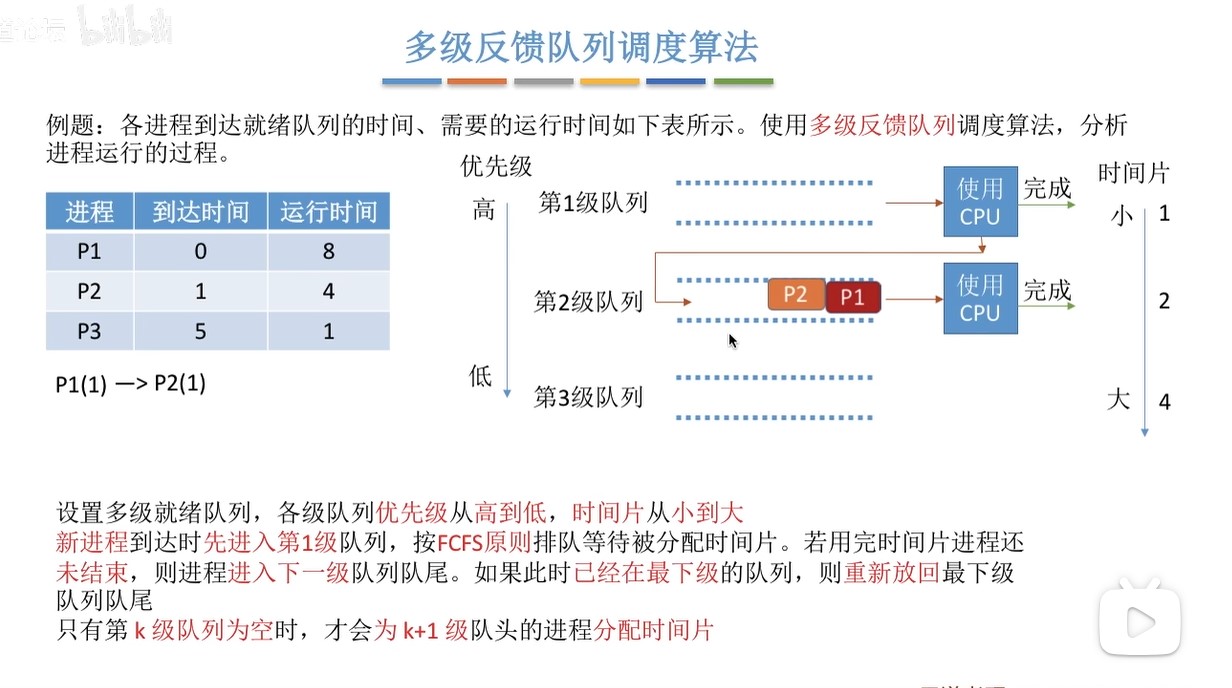 bilibili
多级反馈队列调度算法
例题：各进程到达就绪队列的时间、需要的运行时间如下表所示。使用多级反馈队列调度算法，分析
进程运行的过程。
进程 到达时间 运行时间
P1 0 8
P2 1 4
P3 5 1
P1(1) —> P2(1)
优先级
高
低
第1级队列
使用
CPU
完成
第2级队列
P2 P1
使用
CPU
完成
第3级队列
时间片
小 1
2
大 4
设置多级就绪队列，各级队列优先级从高到低，时间片从小到大
新进程到达时先进入第1级队列，按FCFS原则排队等待被分配时间片。若用完时间片进程还
未结束，则进程进入下一级队列队尾。如果此时已经在最下级的队列，则重新放回最下级
队列队尾
只有第 k 级队列为空时，才会为 k+1 级队头的进程分配时间片